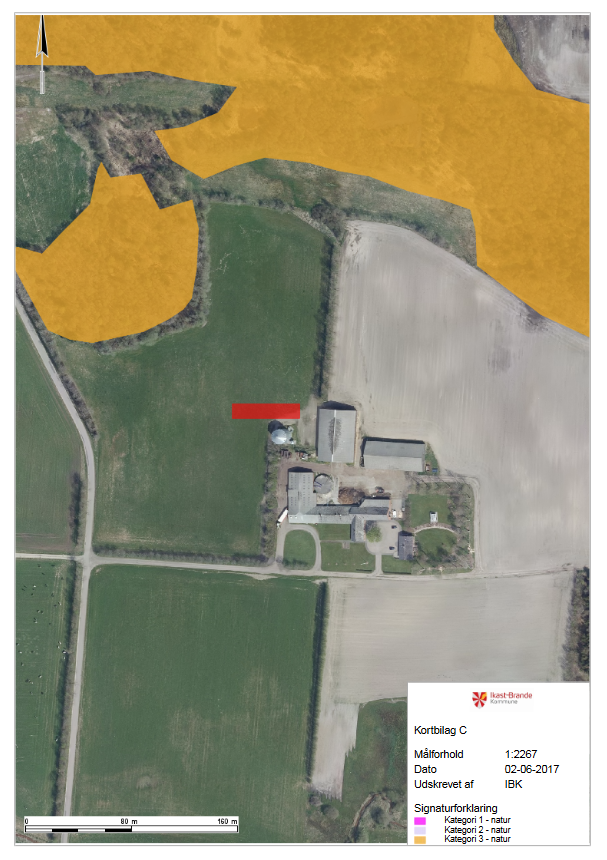 0 80 m 160 m
Ikast-Brande
Kommune
Kortbilag C
Målforhold 1:2267
Dato 02-06-2017
Udskrevet af IBK
Signaturforklaring
Kategori 1 - natur
Kategori 2 - natur
Kategori 3 - natur